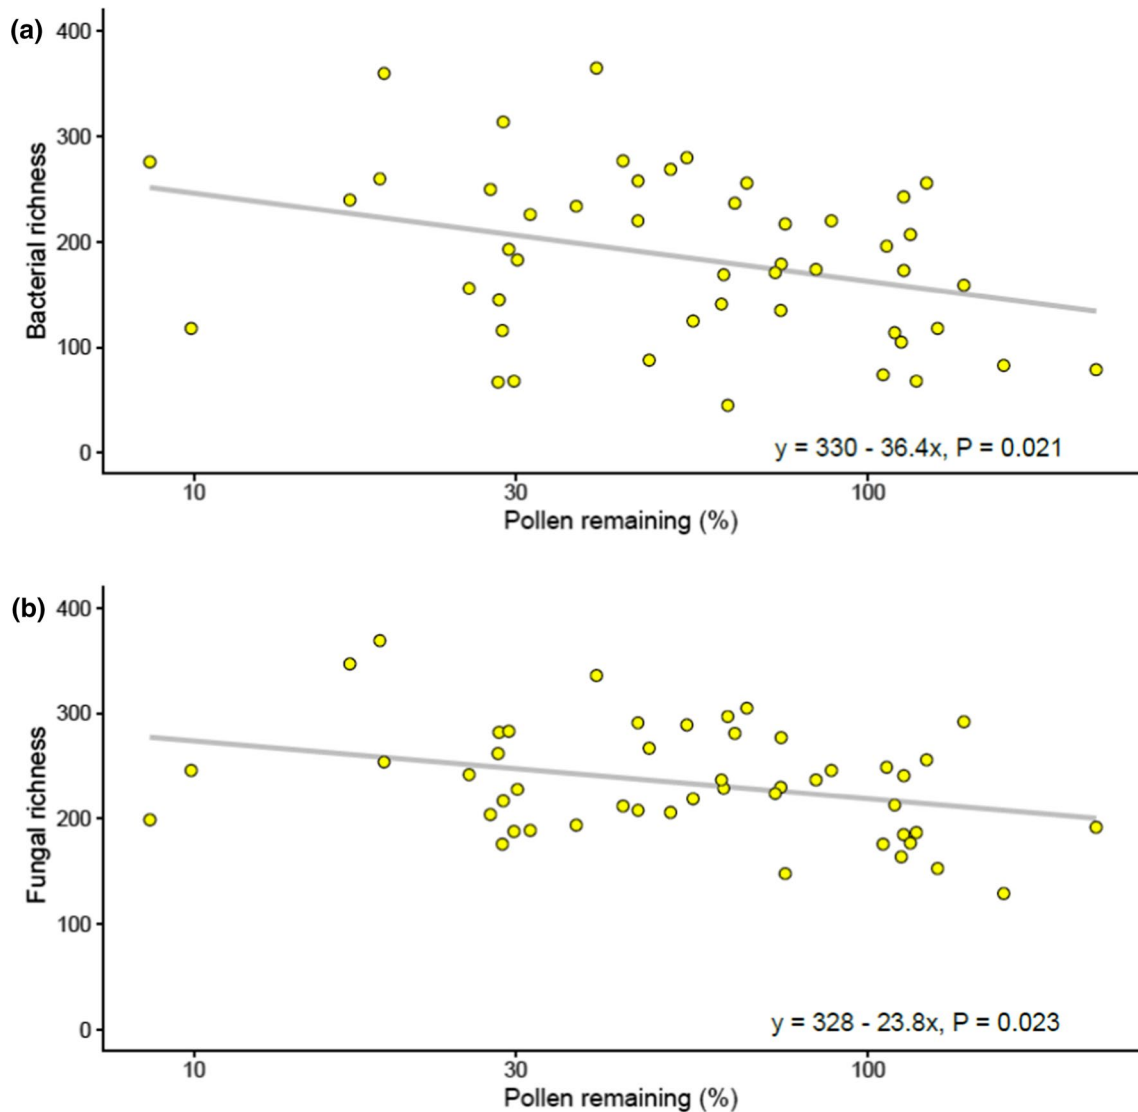 (a)
400
300
200
100
0
Bacterial richness
y = 330 - 36.4x, P = 0.021
10 30 100
Pollen remaining (%)
(b)
400
300
200
100
0
Fungal richness
y = 328 - 23.8x, P = 0.023
10 30 100
Pollen remaining (%)